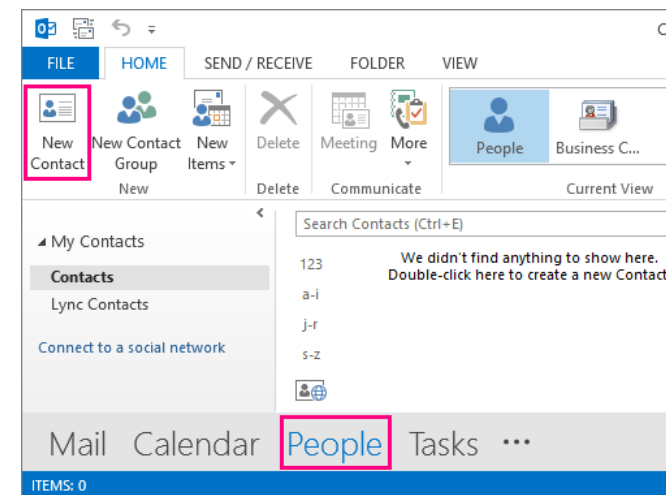 FILE HOME SEND / RECEIVE FOLDER VIEW
New Contact
New Contact Group
New Items
Delete
Meeting
More
People
Business C...
New
Delete
Communicate
Current View
Search Contacts (Ctrl+E)
My Contacts
Contacts
Lync Contacts
Connect to a social network
123
a-i
j-r
s-z
We didn't find anything to show here.
Double-click here to create a new Contact
Mail Calendar People Tasks •••
ITEMS: 0